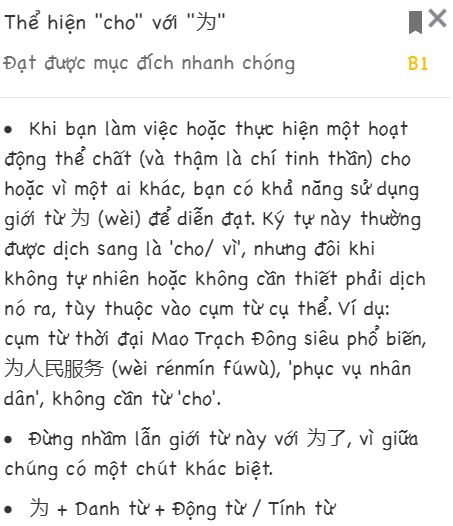 Thể hiện "cho" với "为"
Đạt được mục đích nhanh chóng B1
• Khi bạn làm việc hoặc thực hiện một hoạt
động thể chất (và thậm là chí tinh thần) cho
hoặc vì một ai khác, bạn có khả năng sử dụng
giới từ 为 (wèi) để diễn đạt. Ký tự này thường
được dịch sang là 'cho/ vì', nhưng đôi khi
không tự nhiên hoặc không cần thiết phải dịch
nó ra, tùy thuộc vào cụm từ cụ thể. Ví dụ:
cụm từ thời đại Mao Trạch Đông siêu phổ biến,
为人民服务 (wèi rénmín fúwù), 'phục vụ nhân
dân', không cần từ 'cho'.
• Đừng nhầm lẫn giới từ này với 为了, vì giữa
chúng có một chút khác biệt.
• 为 + Danh từ + Động từ / Tính từ